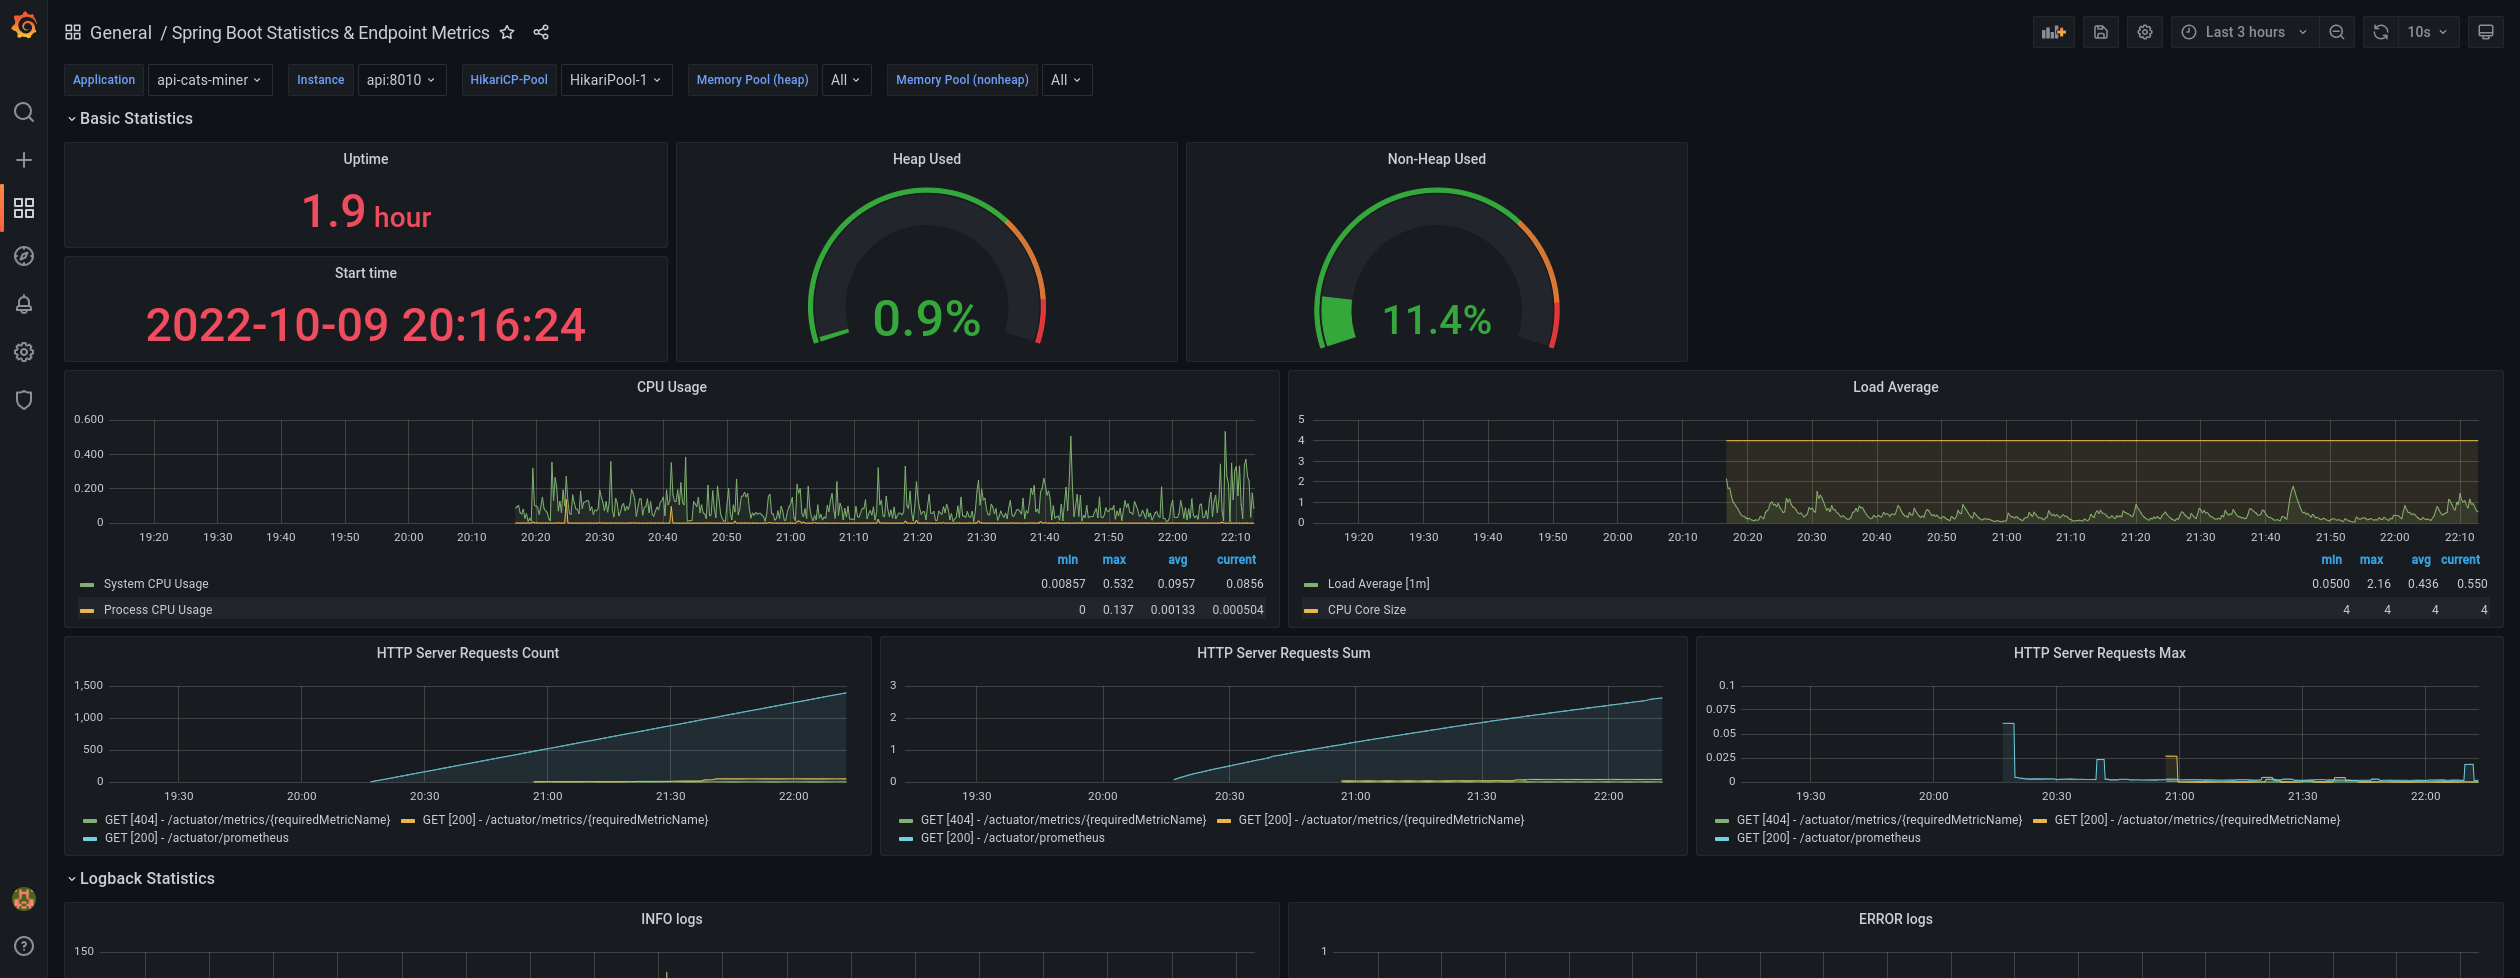 General / Spring Boot Statistics & Endpoint Metrics
Last 3 hours 10s
Application api-cats-miner Instance api:8010 HikariCP-Pool HikariPool-1 Memory Pool (heap) All Memory Pool (nonheap) All
Basic Statistics
Uptime
1.9 hour
Start time
2022-10-09 20:16:24
Heap Used
0.9%
Non-Heap Used
11.4%
CPU Usage
0.600
0.400
0.200
0
19:20 19:30 19:40 19:50 20:00 20:10 20:20 20:30 20:40 20:50 21:00 21:10 21:20 21:30 21:40 21:50 22:00 22:10
min max avg current
System CPU Usage 0.00857 0.532 0.0957 0.0856
Process CPU Usage 0 0.137 0.00133 0.000504
Load Average
5
4
3
2
1
0
19:20 19:30 19:40 19:50 20:00 20:10 20:20 20:30 20:40 20:50 21:00 21:10 21:20 21:30 21:40 21:50 22:00 22:10
min max avg current
Load Average [1m] 0.0500 2.16 0.436 0.550
CPU Core Size 4 4 4 4
HTTP Server Requests Count
1,500
1,000
500
0
19:30 20:00 20:30 21:00 21:30 22:00
GET [404] - /actuator/metrics/{requiredMetricName} GET [200] - /actuator/metrics/{requiredMetricName}
GET [200] - /actuator/prometheus
HTTP Server Requests Sum
3
2
1
0
19:30 20:00 20:30 21:00 21:30 22:00
GET [404] - /actuator/metrics/{requiredMetricName} GET [200] - /actuator/metrics/{requiredMetricName}
GET [200] - /actuator/prometheus
HTTP Server Requests Max
0.1
0.075
0.05
0.025
0
19:30 20:00 20:30 21:00 21:30 22:00
GET [404] - /actuator/metrics/{requiredMetricName} GET [200] - /actuator/metrics/{requiredMetricName}
GET [200] - /actuator/prometheus
Logback Statistics
INFO logs
150
ERROR logs
1